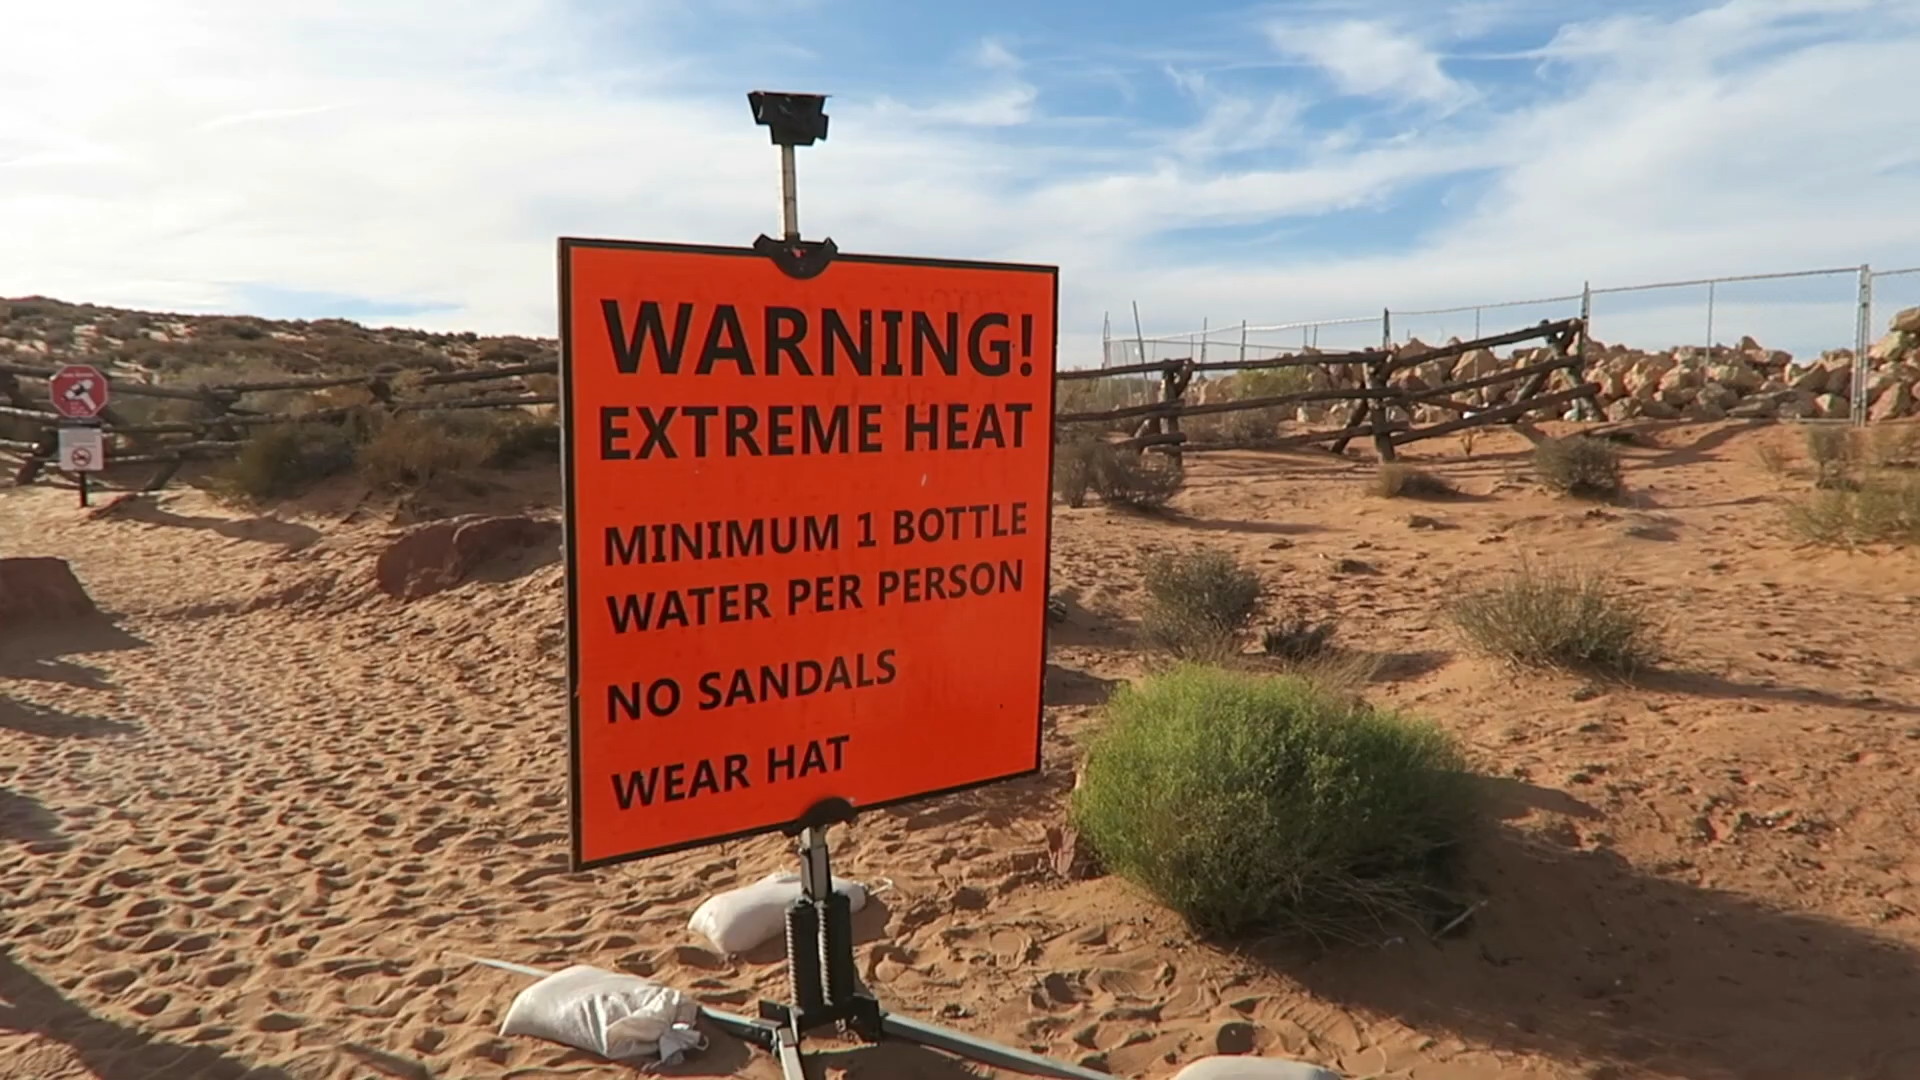 WARNING!
EXTREME HEAT
MINIMUM 1 BOTTLE
WATER PER PERSON
NO SANDALS
WEAR HAT